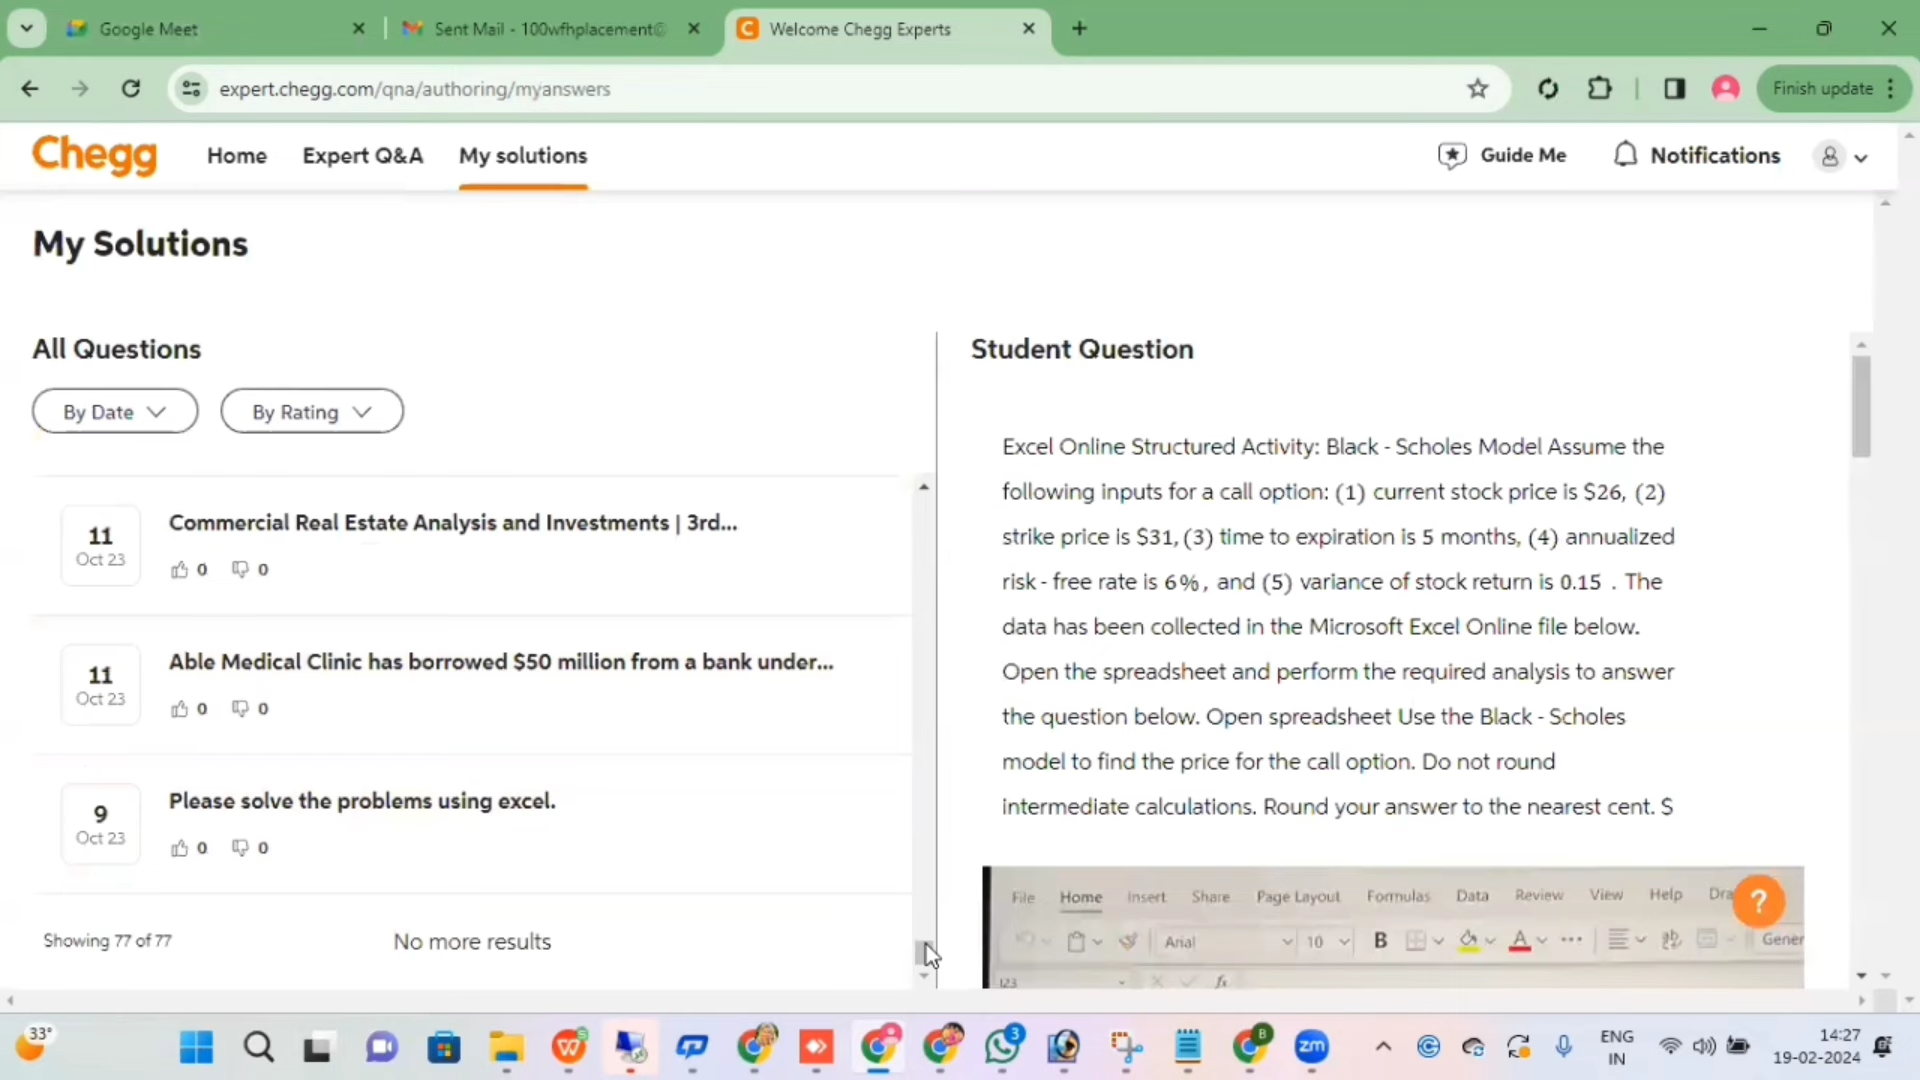 Google Meet
Sent Mail - 100wfhplacement@
Welcome Chegg Experts
expert.chegg.com/qna/authoring/myanswers
Finish update
Chegg
Home
Expert Q&A
My solutions
Guide Me
Notifications
My Solutions
All Questions
By Date
By Rating
11
Oct 23
Commercial Real Estate Analysis and Investments | 3rd...
0
0
11
Oct 23
Able Medical Clinic has borrowed $50 million from a bank under...
0
0
9
Oct 23
Please solve the problems using excel.
0
0
Showing 77 of 77
No more results
Student Question
Excel Online Structured Activity: Black - Scholes Model Assume the
following inputs for a call option: (1) current stock price is $26, (2)
strike price is $31, (3) time to expiration is 5 months, (4) annualized
risk - free rate is 6%, and (5) variance of stock return is 0.15 . The
data has been collected in the Microsoft Excel Online file below.
Open the spreadsheet and perform the required analysis to answer
the question below. Open spreadsheet Use the Black - Scholes
model to find the price for the call option. Do not round
intermediate calculations. Round your answer to the nearest cent. $
File Home Insert Share Page Layout Formulas Data Review View Help Dra
?
Arial 10 B A Gener
123 fx
33°
3
B
zm
ENG
IN
14:27
19-02-2024